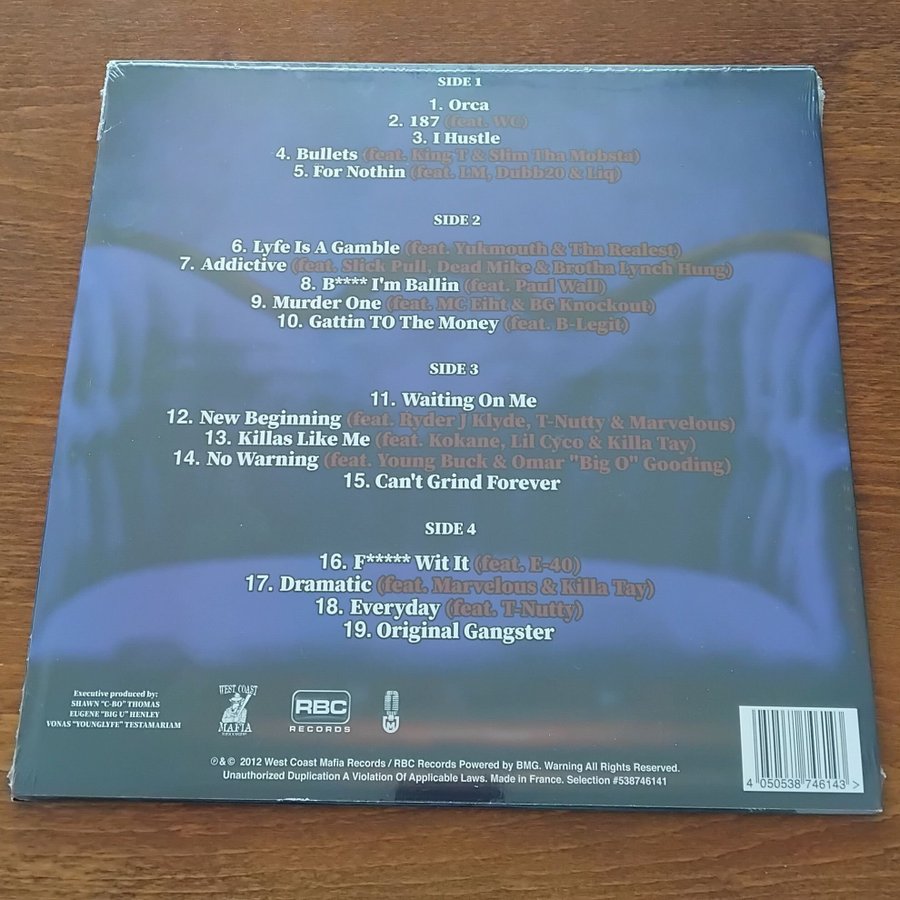 SIDE 1
1. Orca
2. 187 (feat. WC)
3. I Hustle
4. Bullets (feat. King T & Slim Tha Mobsta)
5. For Nothin (feat. LM, Dubb20 & Liq)
SIDE 2
6. Lyfe Is A Gamble (feat. Yukmouth & Tha Realest)
7. Addictive (feat. Slick Pull, Dead Mike & Brotha Lynch Hung)
8. B**** I'm Ballin (feat. Paul Wall)
9. Murder One (feat. MC Eiht & BG Knockout)
10. Gattin TO The Money (feat. B-Legit)
SIDE 3
11. Waiting On Me
12. New Beginning (feat. Ryder J Klyde, T-Nutty & Marvelous)
13. Killas Like Me (feat. Kokane, Lil Cyco & Killa Tay)
14. No Warning (feat. Young Buck & Omar "Big O" Gooding)
15. Can't Grind Forever
SIDE 4
16. F***** Wit It (feat. E-40)
17. Dramatic (feat. Marvelous & Killa Tay)
18. Everyday (feat. T-Nutty)
19. Original Gangster
Executive produced by:
SHAWN "C-BO" THOMAS
EUGENE "BIG U" HENLEY
VONAS "YOUNGLYFE" TESTAMARIAM
WEST COAST
MAFIA
RBC
RECORDS
M
℗ & © 2012 West Coast Mafia Records / RBC Records Powered by BMG. Warning All Rights Reserved.
Unauthorized Duplication A Violation Of Applicable Laws. Made in France. Selection #538746141
4 050538 746143 >